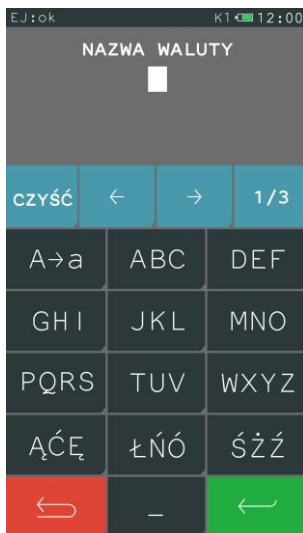 EJ:ok K1 12:00
NAZWA WALUTY
CZYŚĆ ← → 1/3
A→a ABC DEF
GHI JKL MNO
PQRS TUV WXYZ
ĄĆĘ ŁŃÓ ŚŻŹ
_